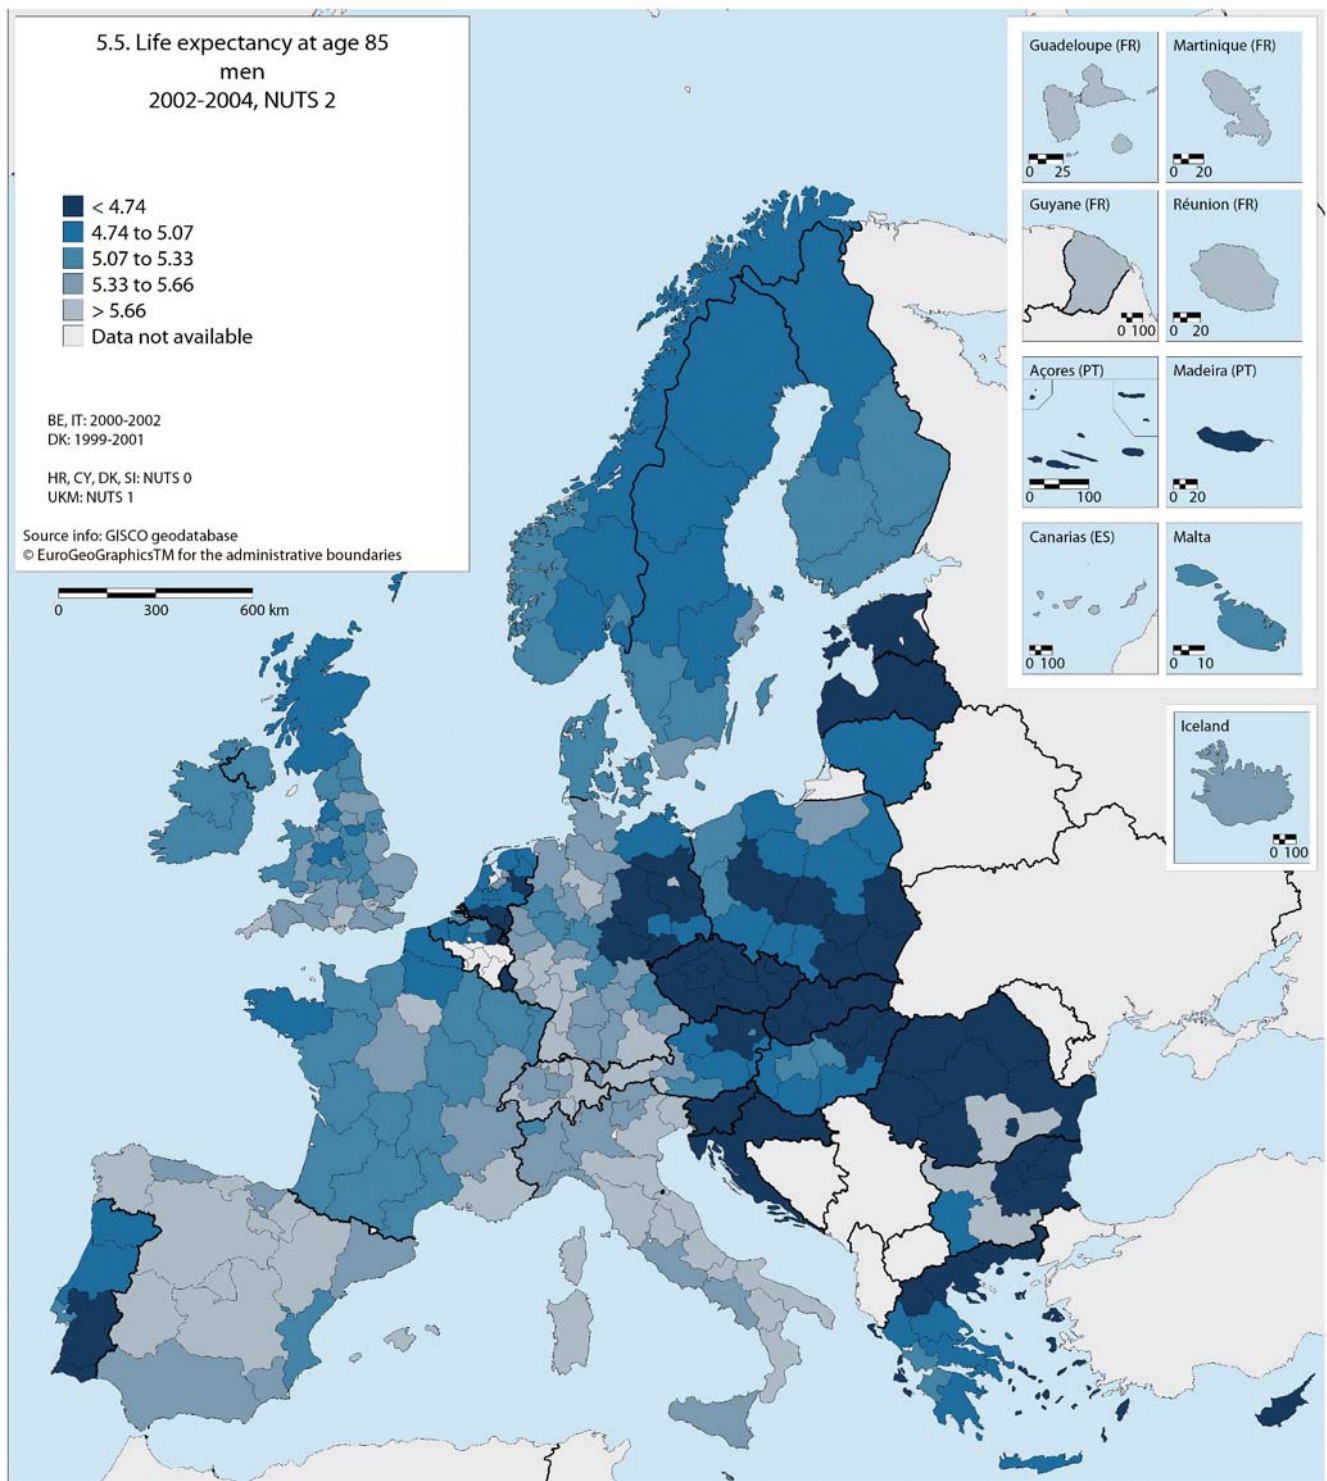 5.5. Life expectancy at age 85
men
2002-2004, NUTS 2
< 4.74
4.74 to 5.07
5.07 to 5.33
5.33 to 5.66
> 5.66
Data not available
BE, IT: 2000-2002
DK: 1999-2001
HR, CY, DK, SI: NUTS 0
UKM: NUTS 1
Source info: GISCO geodatabase
© EuroGeoGraphicsTM for the administrative boundaries
0 300 600 km
Guadeloupe (FR)
0 25
Martinique (FR)
0 20
Guyane (FR)
0 100
Réunion (FR)
0 20
Açores (PT)
0 100
Madeira (PT)
0 20
Canarias (ES)
0 100
Malta
0 10
Iceland
0 100